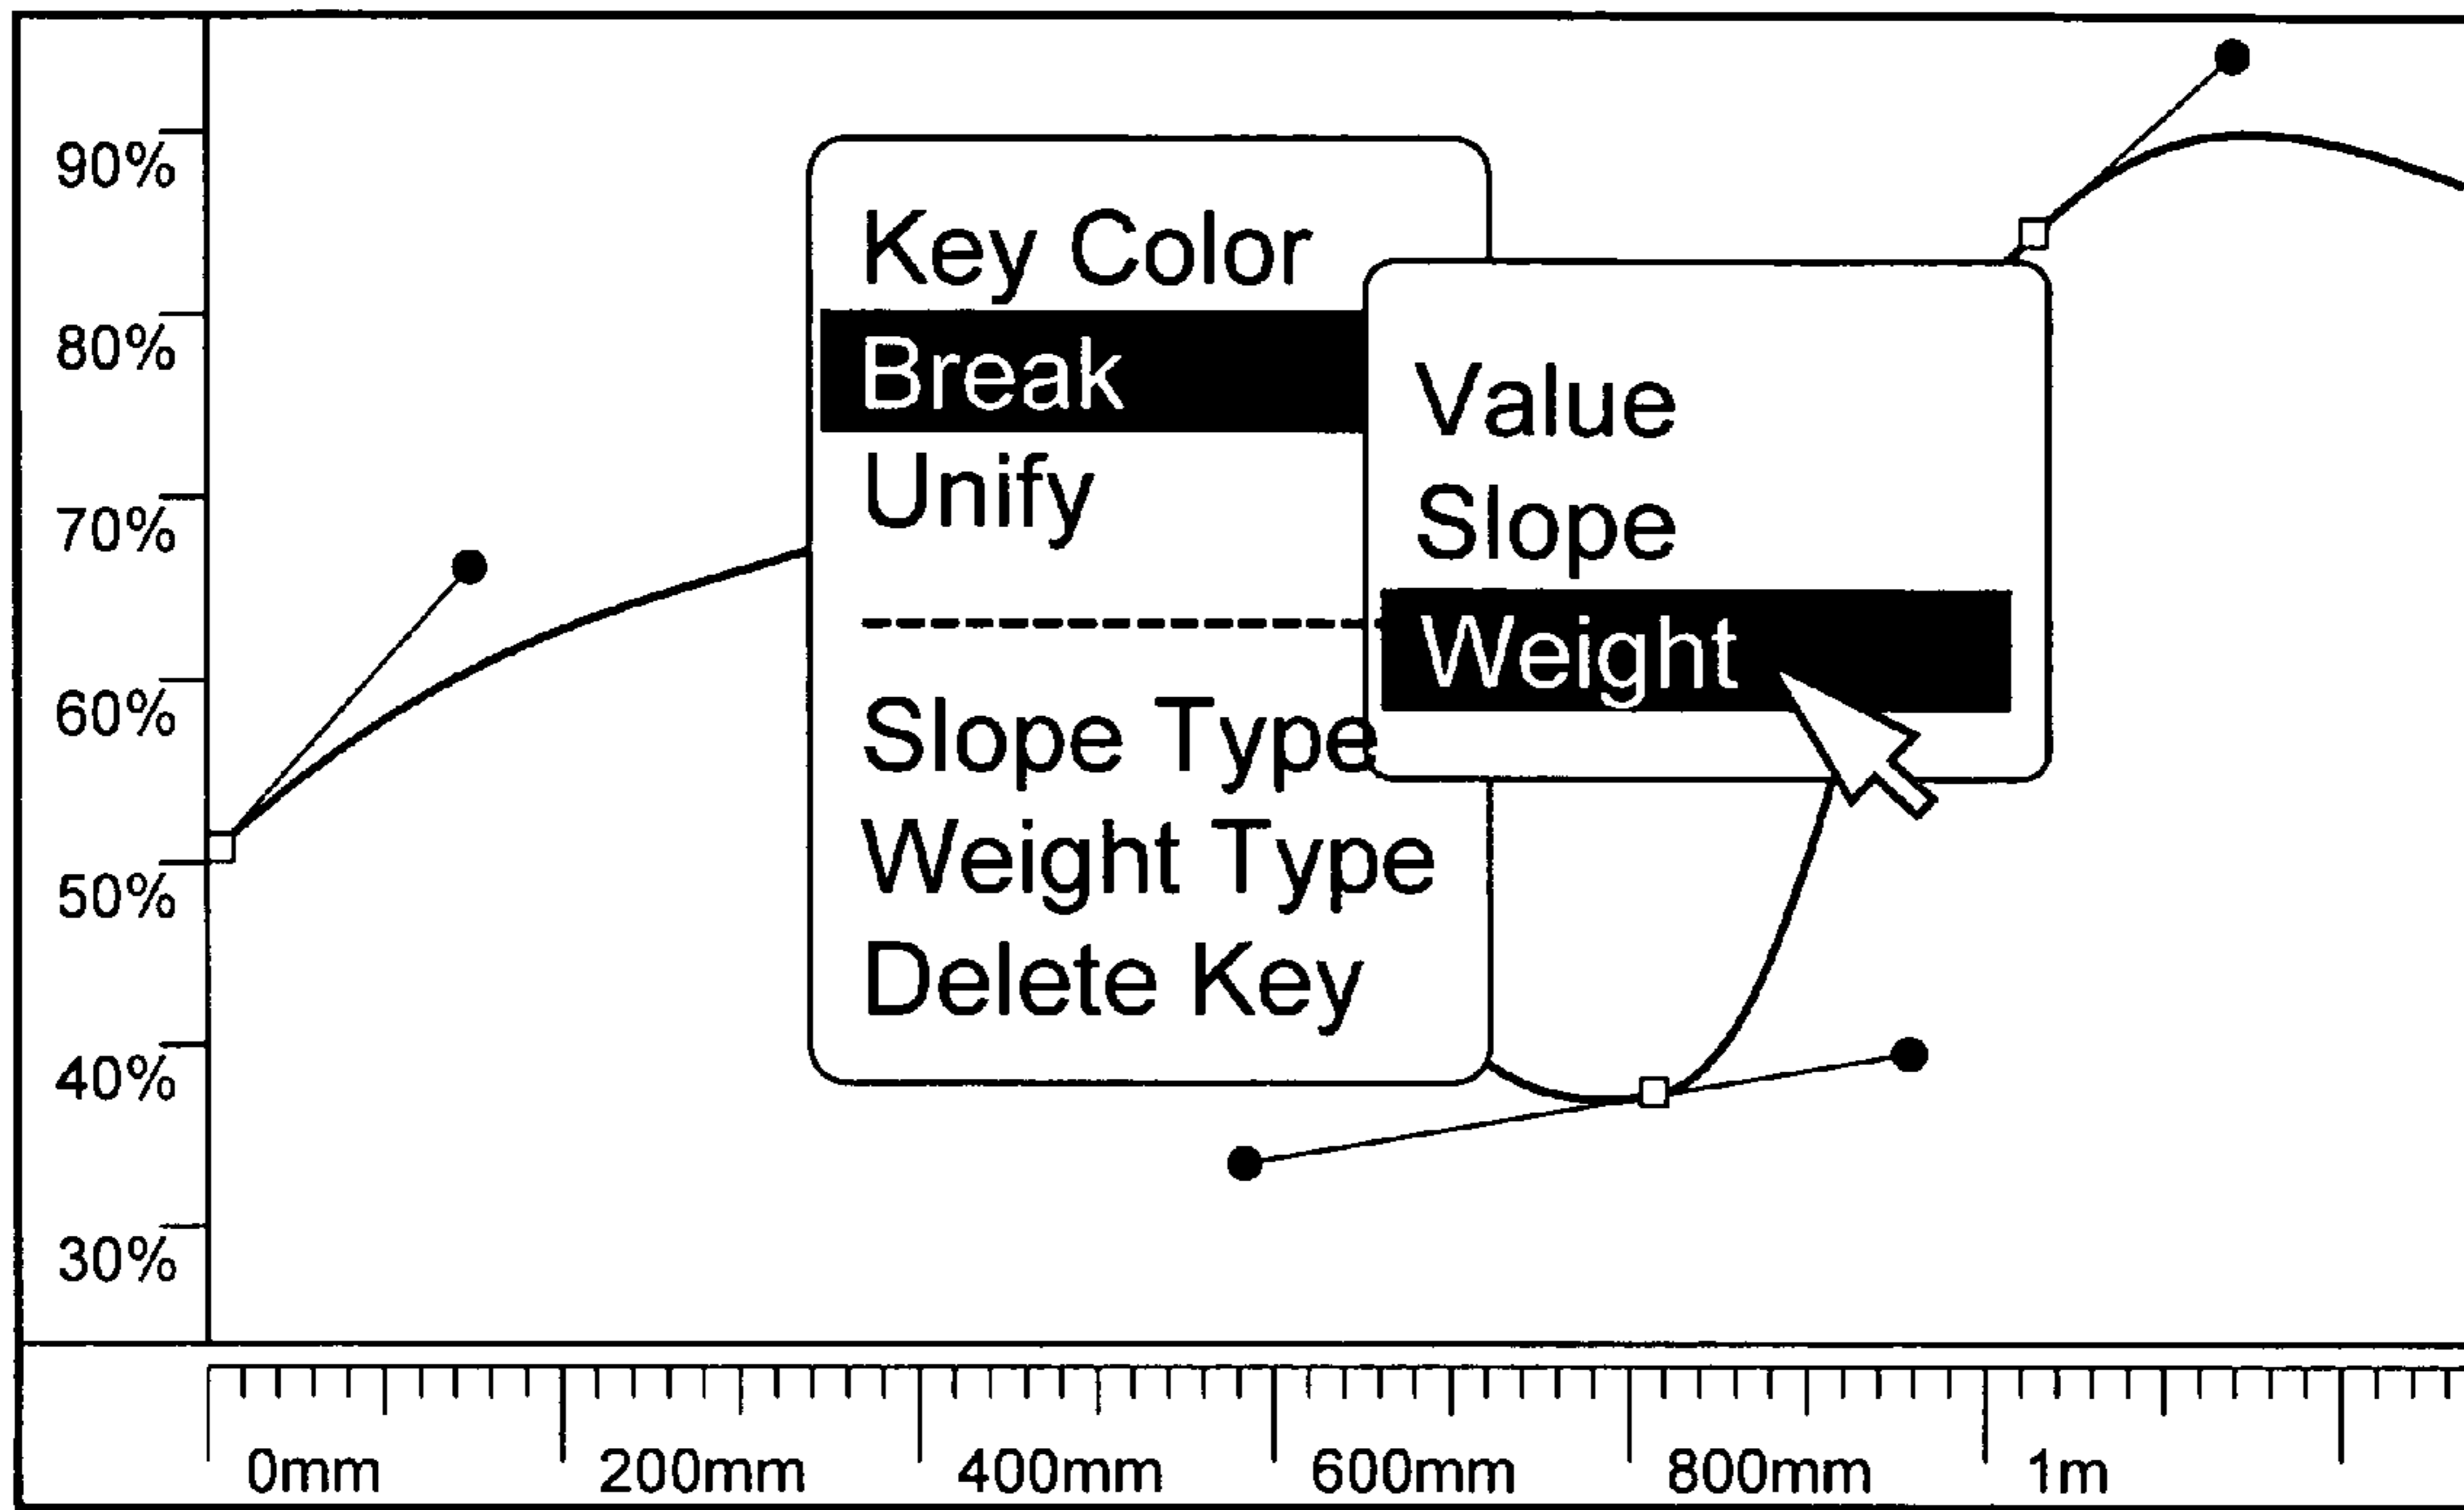 90%
80%
70%
60%
50%
40%
30%
Key Color
Break
Unify
Slope Type
Weight Type
Delete Key
Value
Slope
Weight
0mm 200mm 400mm 600mm 800mm 1m